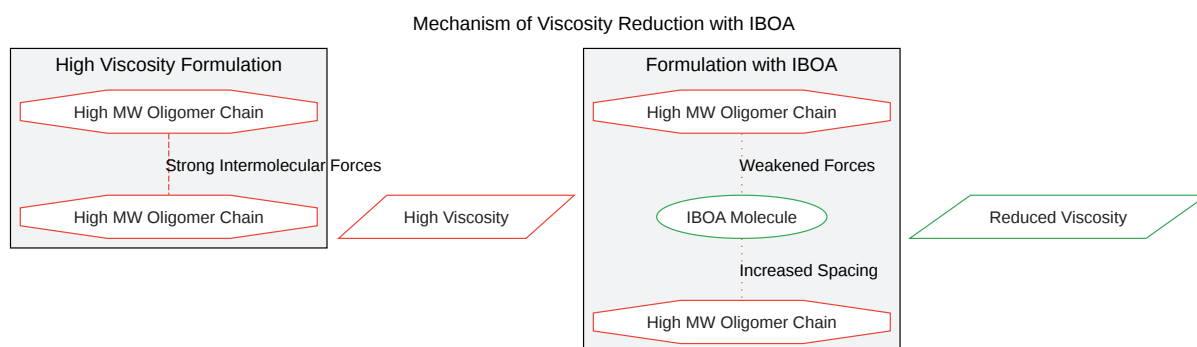 Mechanism of Viscosity Reduction with IBOA
High Viscosity Formulation
High MW Oligomer Chain
Strong Intermolecular Forces
High MW Oligomer Chain
High Viscosity
Formulation with IBOA
High MW Oligomer Chain
Weakened Forces
IBOA Molecule
Increased Spacing
High MW Oligomer Chain
Reduced Viscosity